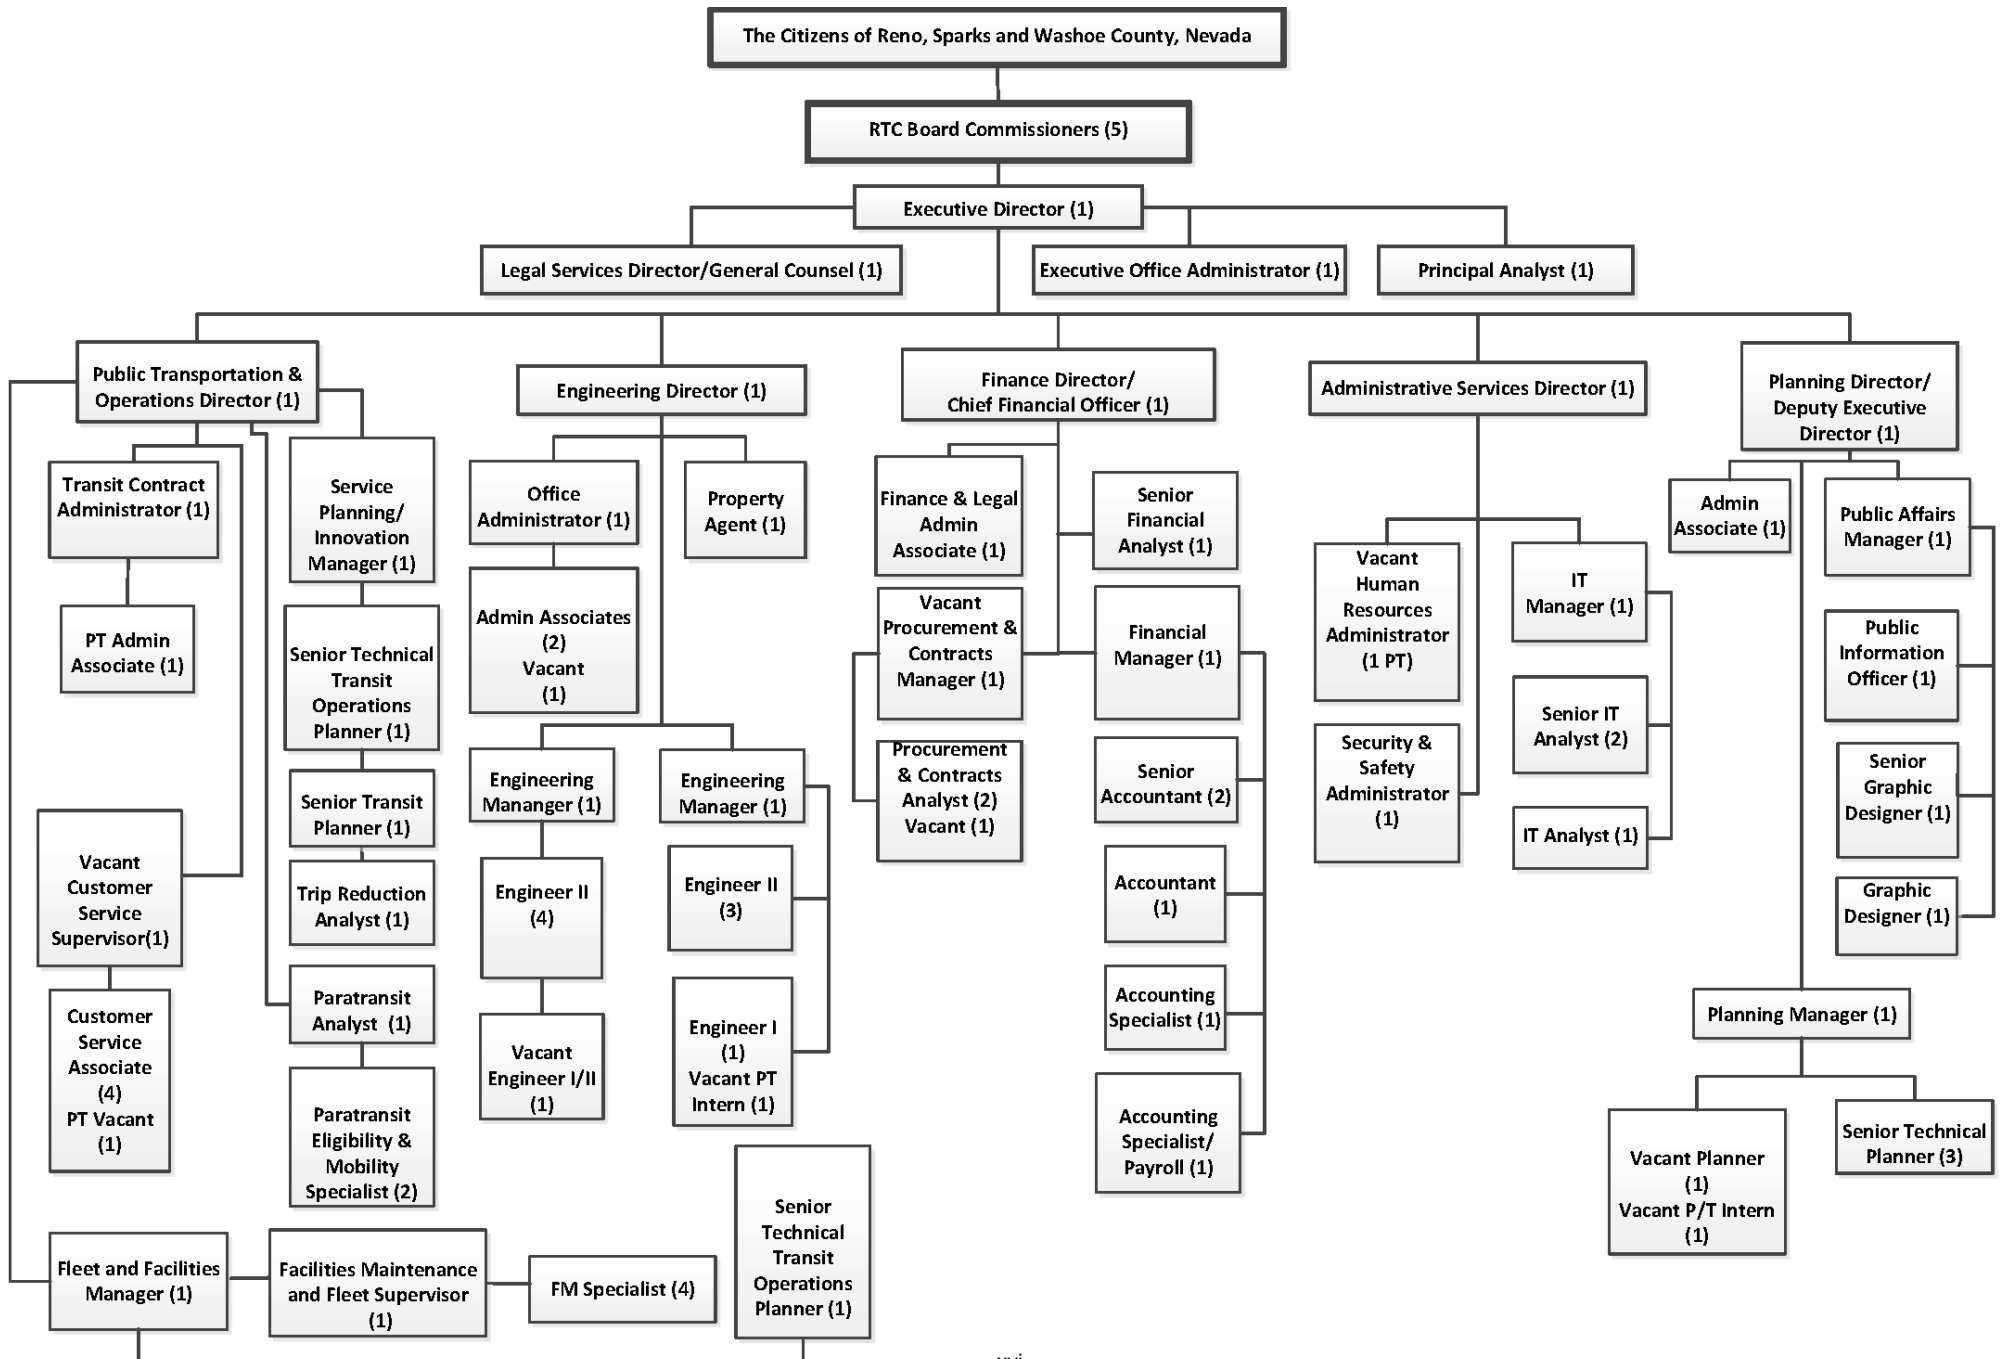 The Citizens of Reno, Sparks and Washoe County, Nevada
RTC Board Commissioners (5)
Executive Director (1)
Legal Services Director/General Counsel (1)
Executive Office Administrator (1)
Principal Analyst (1)
Public Transportation &
Operations Director (1)
Engineering Director (1)
Finance Director/
Chief Financial Officer (1)
Administrative Services Director (1)
Planning Director/
Deputy Executive
Director (1)
Transit Contract
Administrator (1)
PT Admin
Associate (1)
Vacant
Customer
Service
Supervisor(1)
Customer
Service
Associate
(4)
PT Vacant
(1)
Service
Planning/
Innovation
Manager (1)
Senior Technical
Transit
Operations
Planner (1)
Senior Transit
Planner (1)
Trip Reduction
Analyst (1)
Paratransit
Analyst (1)
Paratransit
Eligibility &
Mobility
Specialist (2)
Office
Administrator (1)
Admin Associates
(2)
Vacant
(1)
Property
Agent (1)
Engineering
Mananger (1)
Engineer II
(4)
Vacant
Engineer I/II
(1)
Engineering
Manager (1)
Engineer II
(3)
Engineer I
(1)
Vacant PT
Intern (1)
Finance & Legal
Admin
Associate (1)
Vacant
Procurement &
Contracts
Manager (1)
Procurement
& Contracts
Analyst (2)
Vacant (1)
Senior
Financial
Analyst (1)
Financial
Manager (1)
Senior
Accountant (2)
Accountant
(1)
Accounting
Specialist (1)
Accounting
Specialist/
Payroll (1)
Vacant
Human
Resources
Administrator
(1 PT)
Security &
Safety
Administrator
(1)
IT
Manager (1)
Senior IT
Analyst (2)
IT Analyst (1)
Admin
Associate (1)
Public Affairs
Manager (1)
Public
Information
Officer (1)
Senior
Graphic
Designer (1)
Graphic
Designer (1)
Planning Manager (1)
Vacant Planner
(1)
Vacant P/T Intern
(1)
Senior Technical
Planner (3)
Fleet and Facilities
Manager (1)
Facilities Maintenance
and Fleet Supervisor
(1)
FM Specialist (4)
Senior
Technical
Transit
Operations
Planner (1)